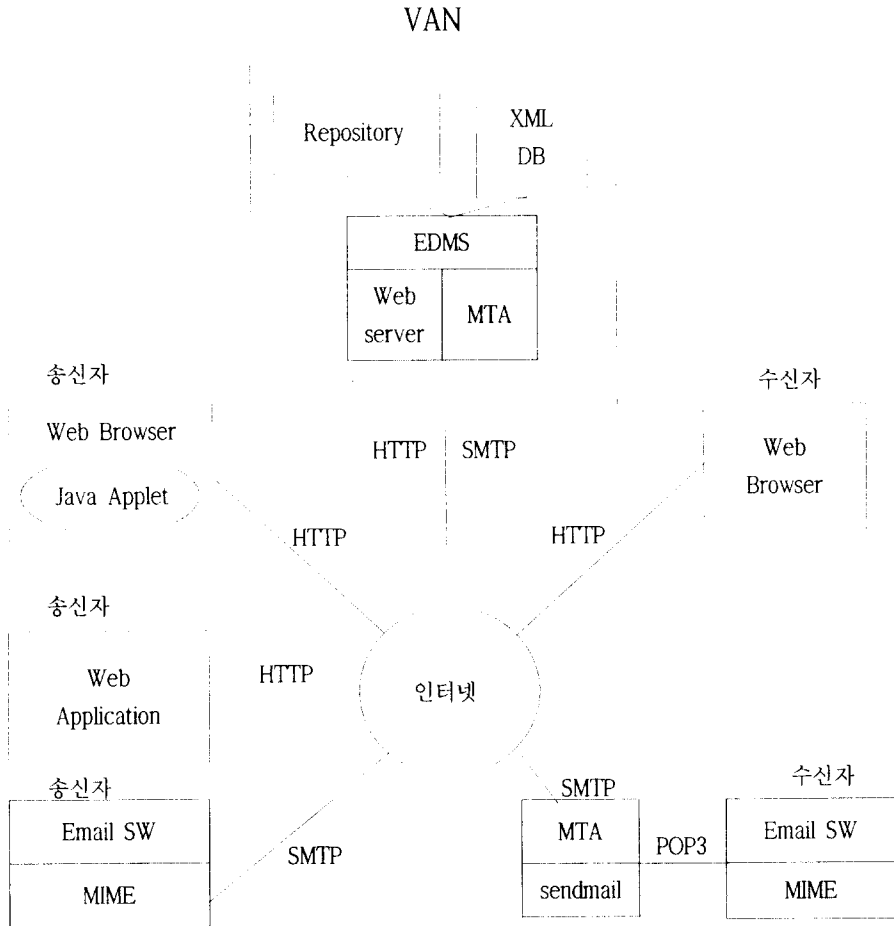 VAN
Repository
XML
DB
EDMS
Web
server
MTA
송신자
Web Browser
Java Applet
HTTP
HTTP
SMTP
수신자
Web
Browser
HTTP
송신자
Web
Application
HTTP
인터넷
송신자
Email SW
MIME
SMTP
SMTP
MTA
sendmail
POP3
수신자
Email SW
MIME